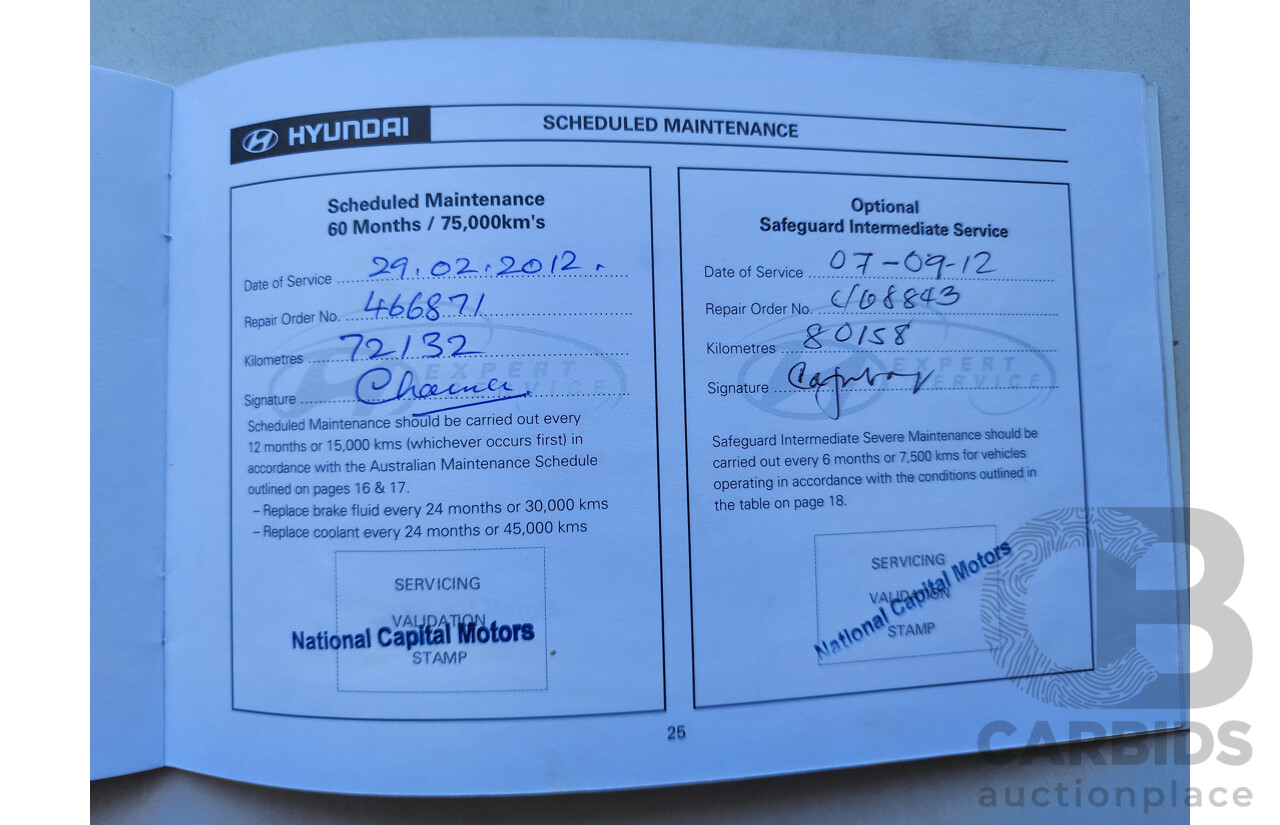 HYUNDAI
SCHEDULED MAINTENANCE
Scheduled Maintenance
60 Months / 75,000km's
Date of Service 29.02.2012.
Repair Order No. 466871
Kilometres 72132
Signature
EXPERT
SERVICE
Scheduled Maintenance should be carried out every
12 months or 15,000 kms (whichever occurs first) in
accordance with the Australian Maintenance Schedule
outlined on pages 16 & 17.
– Replace brake fluid every 24 months or 30,000 kms
– Replace coolant every 24 months or 45,000 kms
SERVICING
VALIDATION
National Capital Motors
STAMP
Optional
Safeguard Intermediate Service
Date of Service 07-09-12
Repair Order No.
Kilometres 80158
Signature
EXPERT
SERVICE
Safeguard Intermediate Severe Maintenance should be
carried out every 6 months or 7,500 kms for vehicles
operating in accordance with the conditions outlined in
the table on page 18.
SERVICING
VALIDATION
National Capital Motors
STAMP
25
CB
CARBIDS
auctionplace